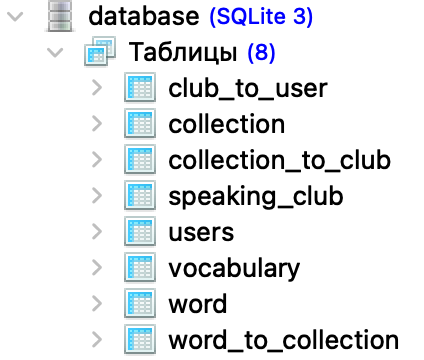 database (SQLite 3)
Таблицы (8)
club_to_user
collection
collection_to_club
speaking_club
users
vocabulary
word
word_to_collection